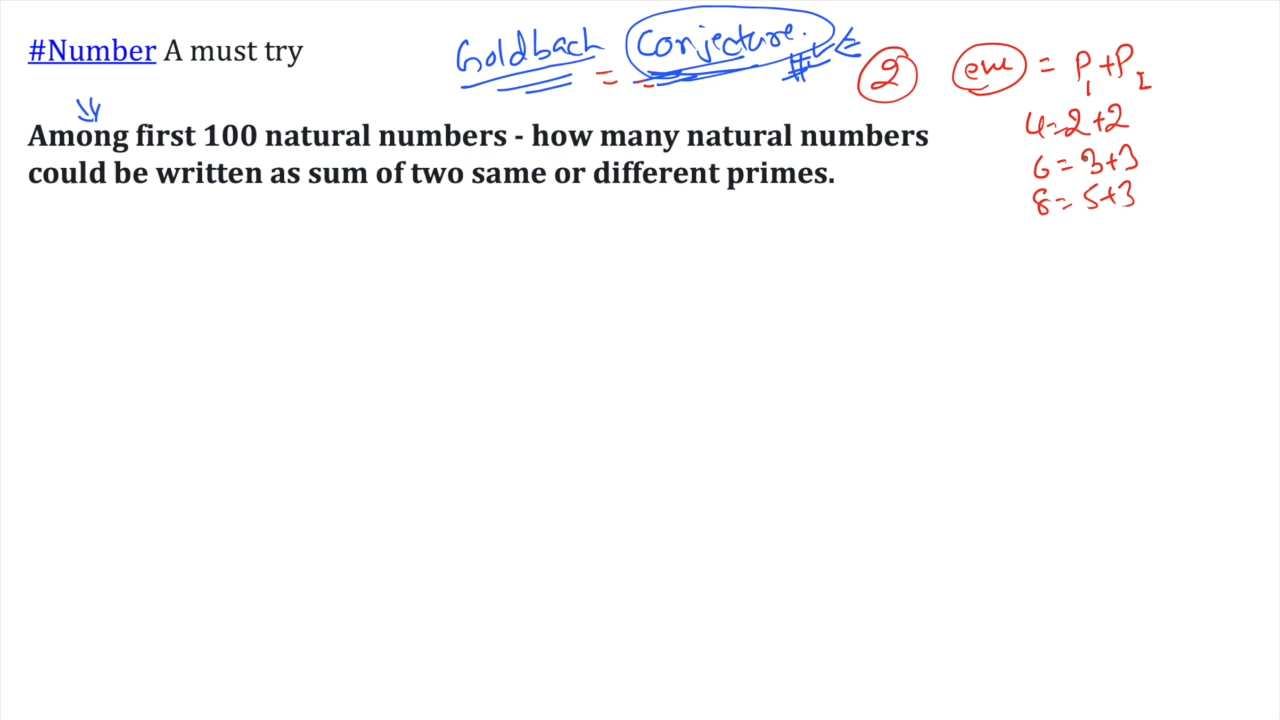 #Number A must try
Goldbach Conjecture.
2 even = P1+P2
Among first 100 natural numbers - how many natural numbers
could be written as sum of two same or different primes.
4=2+2
6=3+3
8=5+3